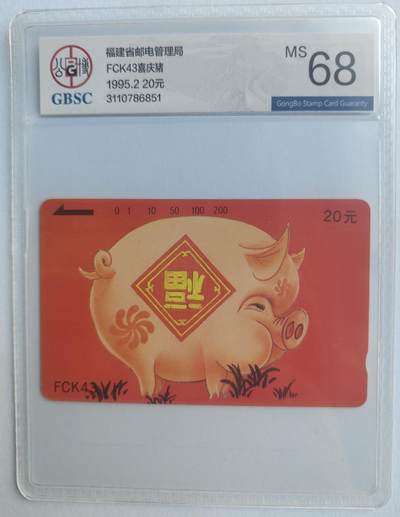 公博
GBSC
福建省邮电管理局
FCK43喜庆猪
1995.2 20元
3110786851
MS 68
GongBo Stamp Card Guaranty
0 1 10 50 100 200
20元
福
FCK4